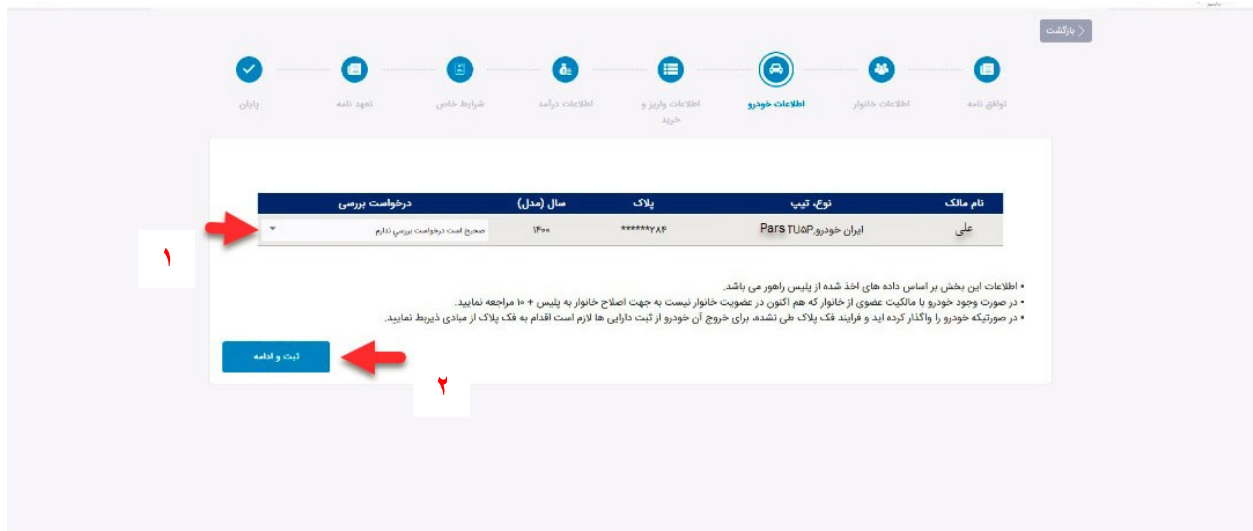 بازگشت
توافق نامه
اطلاعات خانوار
اطلاعات خودرو
اطلاعات واریز و
خرید
اطلاعات درآمد
شرایط خاص
تعهد نامه
پایان
نام مالک نوع، تیپ پلاک سال (مدل) درخواست بررسی
علی ایران خودرو,Pars TU۵P ******۲۸۴ ۱۴۰۰ صحیح است درخواست بررسي ندارم
۱
• اطلاعات این بخش بر اساس داده های اخذ شده از پلیس راهور می باشد.
• در صورت وجود خودرو با مالکیت عضوی از خانوار که هم اکنون در عضویت خانوار نیست به جهت اصلاح خانوار به پلیس + ۱۰ مراجعه نمایید.
• در صورتیکه خودرو را واگذار کرده اید و فرایند فک پلاک طی نشده، برای خروج آن خودرو از ثبت دارایی ها لازم است اقدام به فک پلاک از مبادی ذیربط نمایید.
ثبت و ادامه
۲